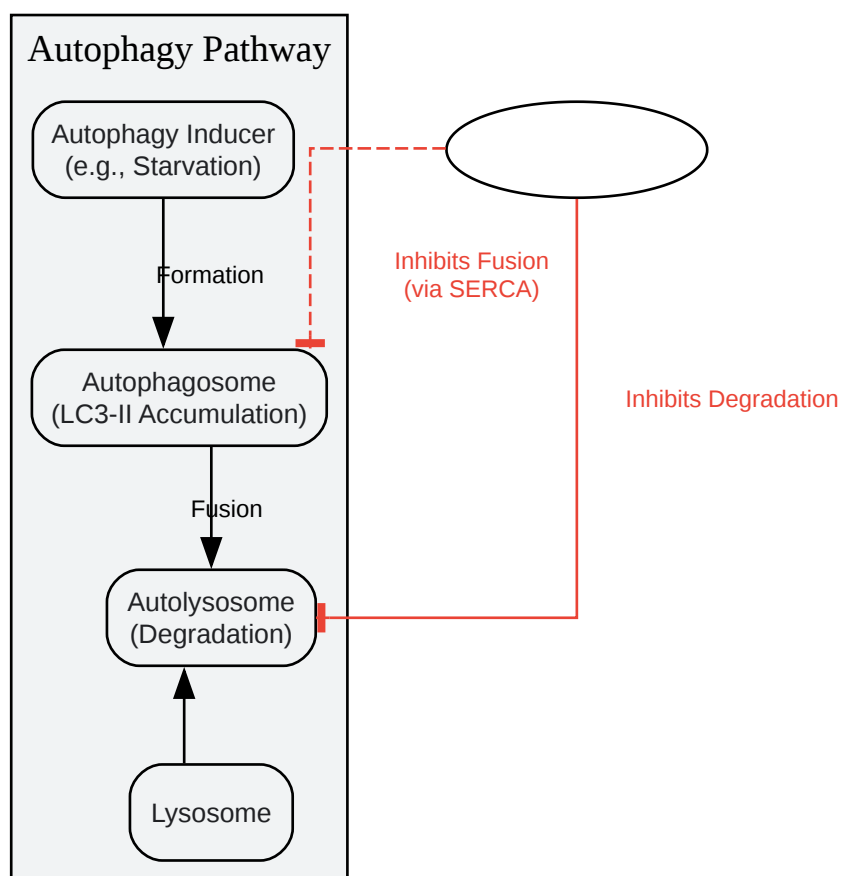 Autophagy Pathway
Autophagy Inducer
(e.g., Starvation)
Formation
Inhibits Fusion
(via SERCA)
Autophagosome
(LC3-II Accumulation)
Inhibits Degradation
Fusion
Autolysosome
(Degradation)
Lysosome